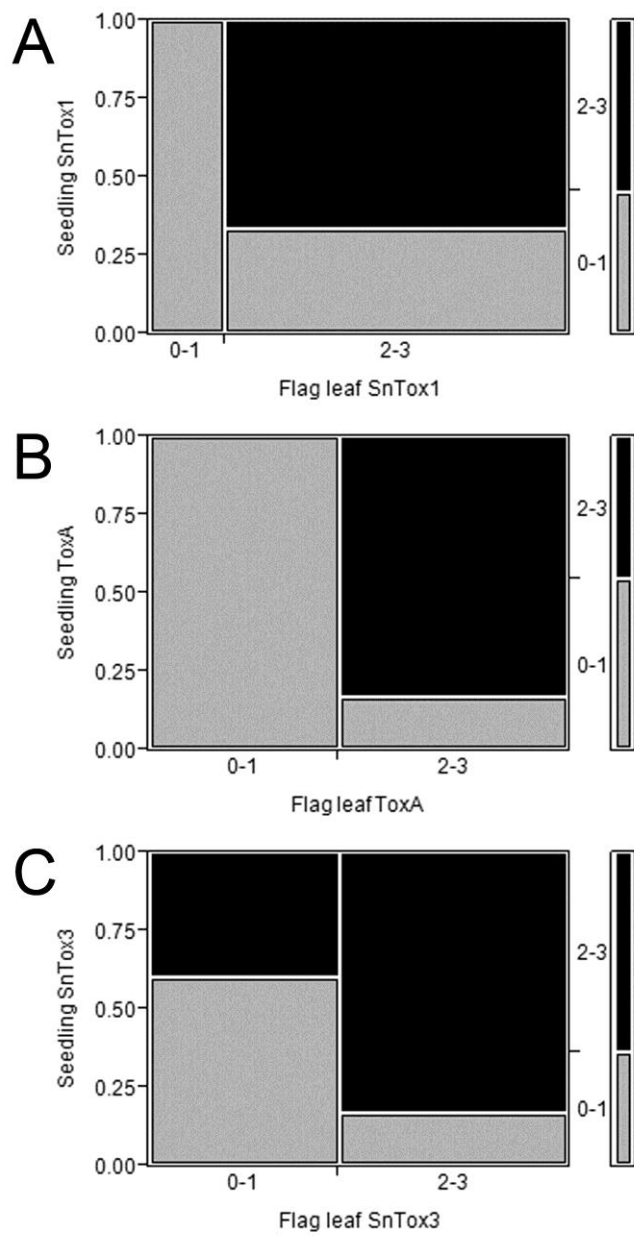 A
Seedling SnTox1
1.00
0.75
0.50
0.25
0.00
2-3
0-1
0-1 2-3
Flag leaf SnTox1
B
Seedling ToxA
1.00
0.75
0.50
0.25
0.00
2-3
0-1
0-1 2-3
Flag leaf ToxA
C
Seedling SnTox3
1.00
0.75
0.50
0.25
0.00
2-3
0-1
0-1 2-3
Flag leaf SnTox3